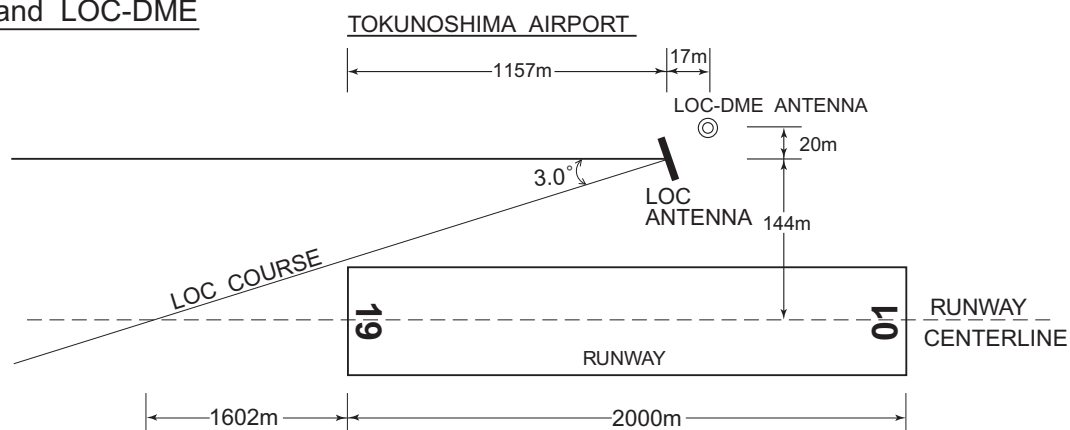 and LOC-DME
TOKUNOSHIMA AIRPORT
1157m
17m
LOC-DME ANTENNA
20m
3.0°
LOC
ANTENNA
144m
LOC COURSE
19
01
RUNWAY
CENTERLINE
RUNWAY
1602m
2000m